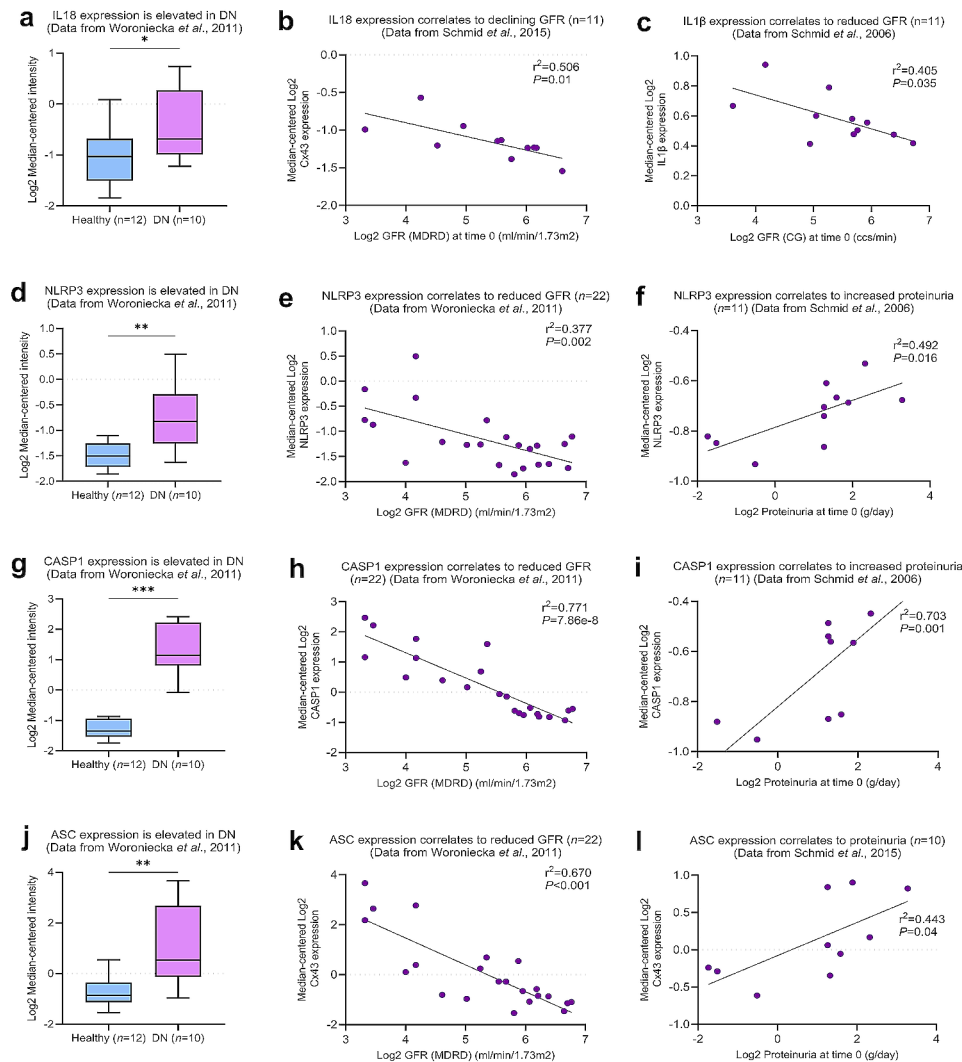 a
IL18 expression is elevated in DN
(Data from Woroniecka et al., 2011)
*
Log2 Median-centered intensity
1
0
-1
-2
Healthy (n=12)
DN (n=10)
b
IL18 expression correlates to declining GFR (n=11)
(Data from Schmid et al., 2015)
r2=0.506
P=0.01
Median-centered Log2
Cx43 expression
0.0
-0.5
-1.0
-1.5
-2.0
3 4 5 6 7
Log2 GFR (MDRD) at time 0 (ml/min/1.73m2)
c
IL1β expression correlates to reduced GFR (n=11)
(Data from Schmid et al., 2006)
r2=0.405
P=0.035
Median-centered Log2
IL1β expression
1.0
0.8
0.6
0.4
0.2
0.0
3 4 5 6 7
Log2 GFR (CG) at time 0 (ccs/min)
d
NLRP3 expression is elevated in DN
(Data from Woroniecka et al., 2011)
**
Log2 Median-centered intensity
1.0
0.5
0.0
-0.5
-1.0
-1.5
-2.0
Healthy (n=12)
DN (n=10)
e
NLRP3 expression correlates to reduced GFR (n=22)
(Data from Woroniecka et al., 2011)
r2=0.377
P=0.002
Median-centered Log2
NLRP3 expression
1.0
0.5
0.0
-0.5
-1.0
-1.5
-2.0
3 4 5 6 7
Log2 GFR (MDRD) (ml/min/1.73m2)
f
NLRP3 expression correlates to increased proteinuria
(n=11) (Data from Schmid et al., 2006)
r2=0.492
P=0.016
Median-centered Log2
NLRP3 expression
-0.4
-0.6
-0.8
-1.0
-2 0 2 4
Log2 Proteinuria at time 0 (g/day)
g
CASP1 expression is elevated in DN
(Data from Woroniecka et al., 2011)
***
Log2 Median-centered intensity
3
2
1
0
-1
-2
Healthy (n=12)
DN (n=10)
h
CASP1 expression correlates to reduced GFR
(n=22) (Data from Woroniecka et al., 2011)
r2=0.771
P=7.86e-8
Median-centered Log2
CASP1 expression
3
2
1
0
-1
-2
3 4 5 6 7
Log2 GFR (MDRD) (ml/min/1.73m2)
i
CASP1 expression correlates to increased proteinuria
(n=11) (Data from Schmid et al., 2006)
r2=0.703
P=0.001
Median-centered Log2
CASP1 expression
-0.4
-0.6
-0.8
-1.0
-2 0 2 4
Log2 Proteinuria at time 0 (g/day)
j
ASC expression is elevated in DN
(Data from Woroniecka et al., 2011)
**
Log2 Median-centered intensity
4
2
0
-2
Healthy (n=12)
DN (n=10)
k
ASC expression correlates to reduced GFR (n=22)
(Data from Woroniecka et al., 2011)
r2=0.670
P<0.001
Median-centered Log2
Cx43 expression
4
3
2
1
0
-1
-2
3 4 5 6 7
Log2 GFR (MDRD) (ml/min/1.73m2)
l
ASC expression correlates to proteinuria (n=10)
(Data from Schmid et al., 2015)
r2=0.443
P=0.04
Median-centered Log2
Cx43 expression
1.0
0.5
0.0
-0.5
-1.0
-2 0 2 4
Log2 Proteinuria at time 0 (g/day)